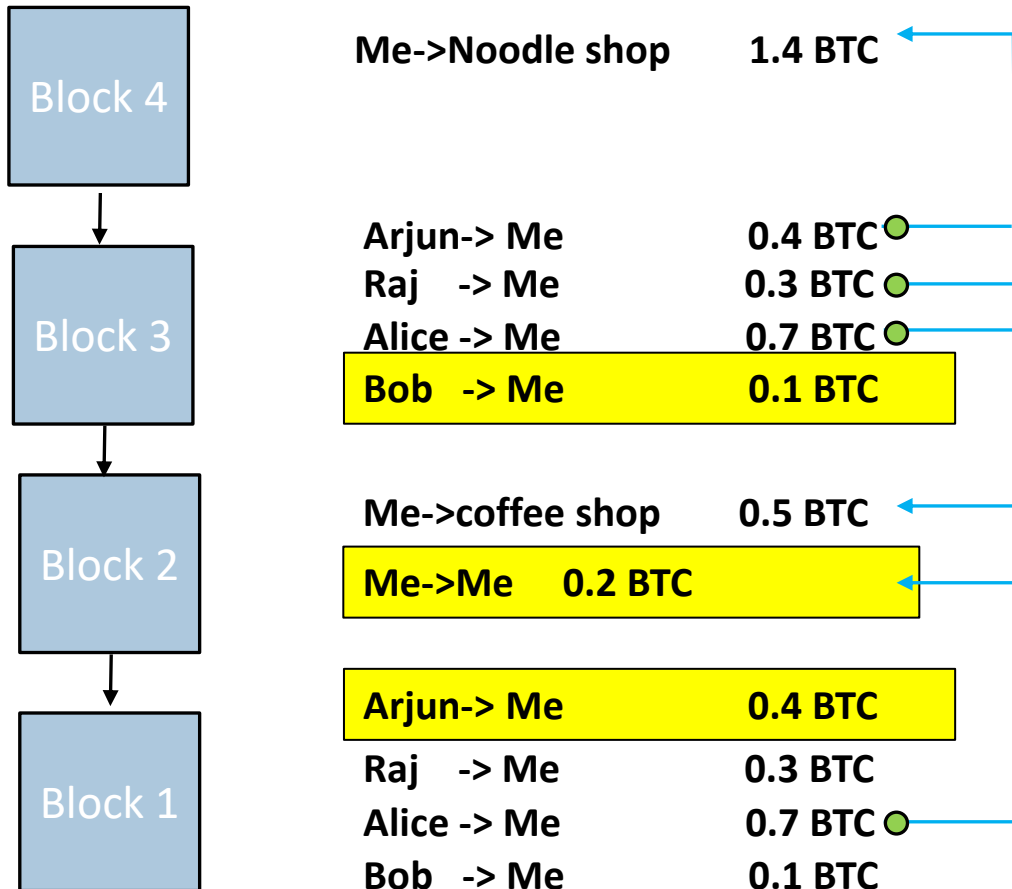 Block 4
Me->Noodle shop 1.4 BTC
Block 3
Arjun-> Me 0.4 BTC
Raj -> Me 0.3 BTC
Alice -> Me 0.7 BTC
Bob -> Me 0.1 BTC
Block 2
Me->coffee shop 0.5 BTC
Me->Me 0.2 BTC
Block 1
Arjun-> Me 0.4 BTC
Raj -> Me 0.3 BTC
Alice -> Me 0.7 BTC
Bob -> Me 0.1 BTC